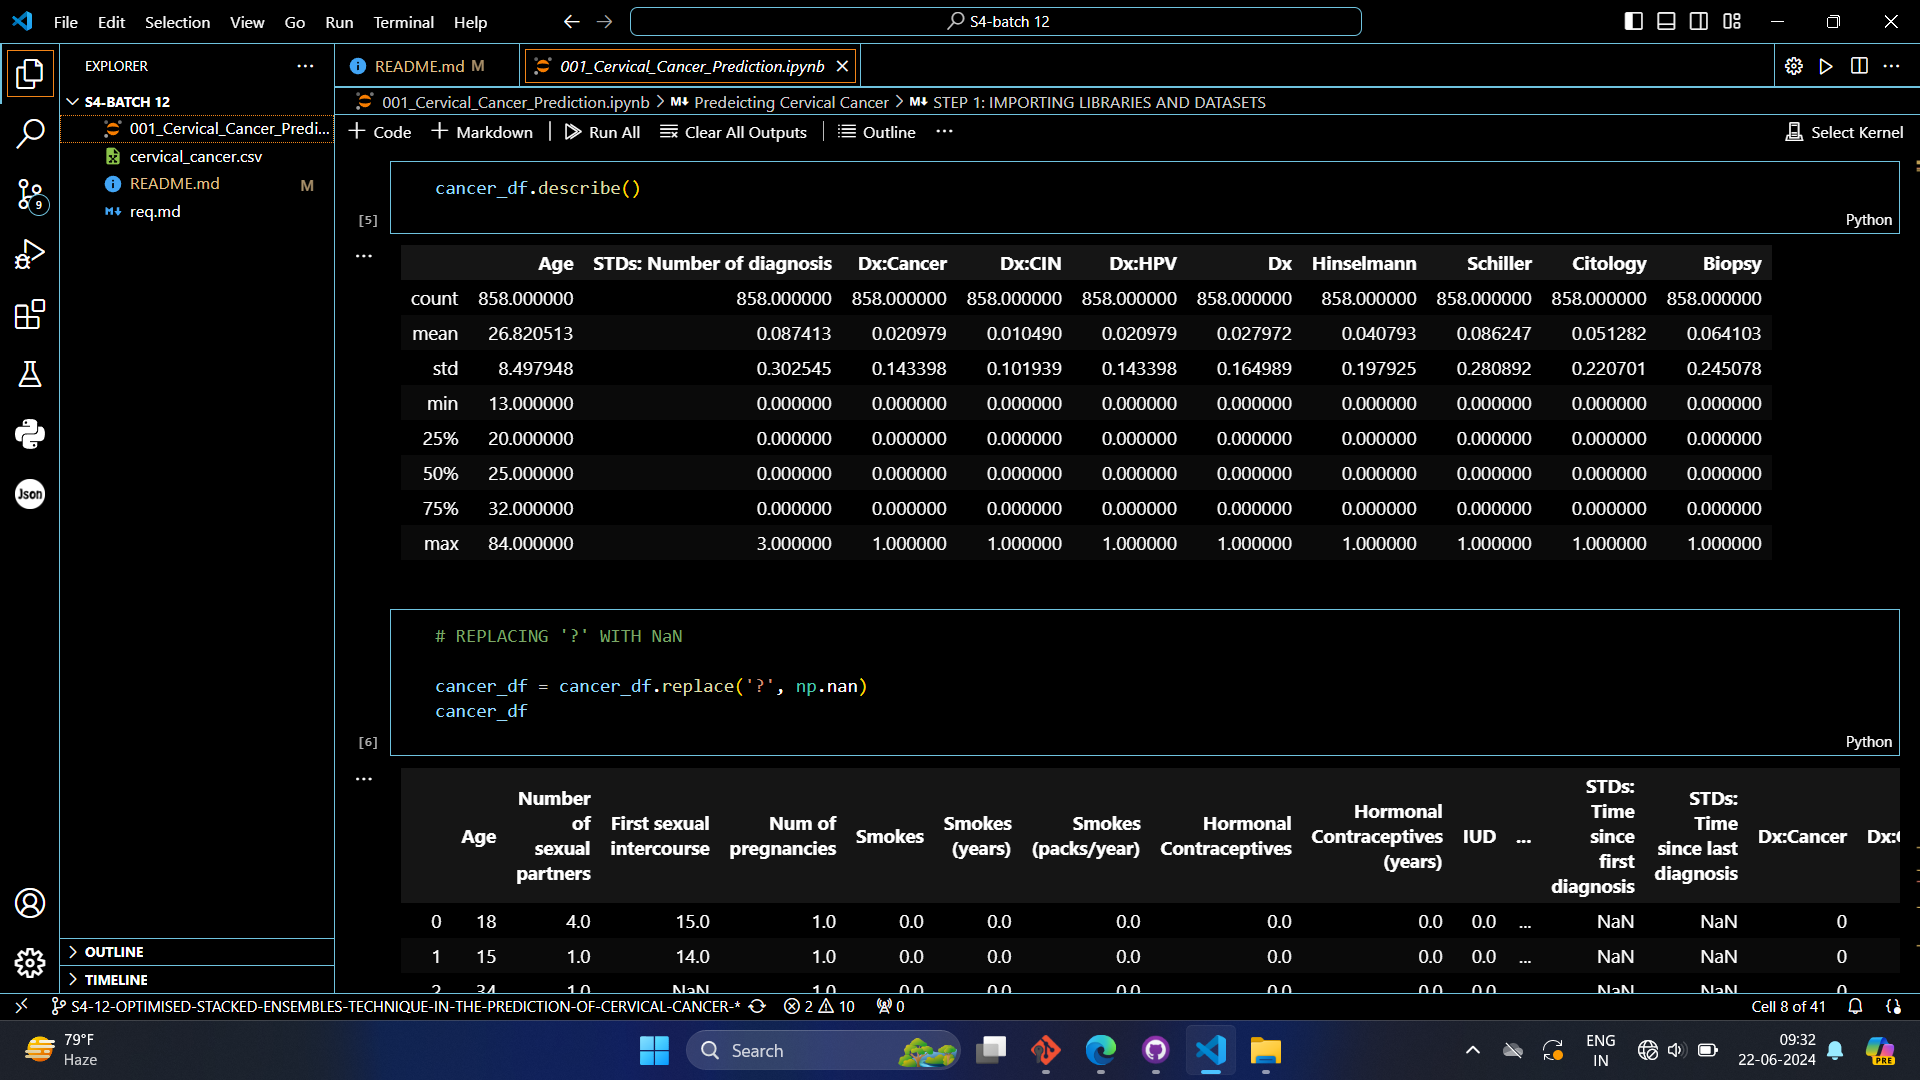 File Edit Selection View Go Run Terminal Help
S4-batch 12
EXPLORER
README.md M
001_Cervical_Cancer_Prediction.ipynb
S4-BATCH 12
001_Cervical_Cancer_Predi...
cervical_cancer.csv
README.md M
req.md
001_Cervical_Cancer_Prediction.ipynb > Predeicting Cervical Cancer > STEP 1: IMPORTING LIBRARIES AND DATASETS
+ Code + Markdown Run All Clear All Outputs Outline ... Select Kernel
cancer_df.describe()
[5] Python
Age STDs: Number of diagnosis Dx:Cancer Dx:CIN Dx:HPV Dx Hinselmann Schiller Citology Biopsy
count 858.000000 858.000000 858.000000 858.000000 858.000000 858.000000 858.000000 858.000000 858.000000 858.000000
mean 26.820513 0.087413 0.020979 0.010490 0.020979 0.027972 0.040793 0.086247 0.051282 0.064103
std 8.497948 0.302545 0.143398 0.101939 0.143398 0.164989 0.197925 0.280892 0.220701 0.245078
min 13.000000 0.000000 0.000000 0.000000 0.000000 0.000000 0.000000 0.000000 0.000000 0.000000
25% 20.000000 0.000000 0.000000 0.000000 0.000000 0.000000 0.000000 0.000000 0.000000 0.000000
50% 25.000000 0.000000 0.000000 0.000000 0.000000 0.000000 0.000000 0.000000 0.000000 0.000000
75% 32.000000 0.000000 0.000000 0.000000 0.000000 0.000000 0.000000 0.000000 0.000000 0.000000
max 84.000000 3.000000 1.000000 1.000000 1.000000 1.000000 1.000000 1.000000 1.000000 1.000000
# REPLACING '?' WITH NaN
cancer_df = cancer_df.replace('?', np.nan)
cancer_df
[6] Python
Age Number of sexual partners First sexual intercourse Num of pregnancies Smokes Smokes (years) Smokes (packs/year) Hormonal Contraceptives Hormonal Contraceptives (years) IUD ... STDs: Time since first diagnosis STDs: Time since last diagnosis Dx:Cancer
0 18 4.0 15.0 1.0 0.0 0.0 0.0 0.0 0.0 0.0 ... NaN NaN 0
1 15 1.0 14.0 1.0 0.0 0.0 0.0 0.0 0.0 0.0 ... NaN NaN 0
2 34 1.0 NaN 1.0 0.0 0.0 0.0 0.0 0.0 0.0 ... NaN NaN 0
9
Json
OUTLINE
TIMELINE
S4-12-OPTIMISED-STACKED-ENSEMBLES-TECHNIQUE-IN-THE-PREDICTION-OF-CERVICAL-CANCER-* 2 10 0 Cell 8 of 41
79°F
Haze
Search
ENG
IN
09:32
22-06-2024
PRE